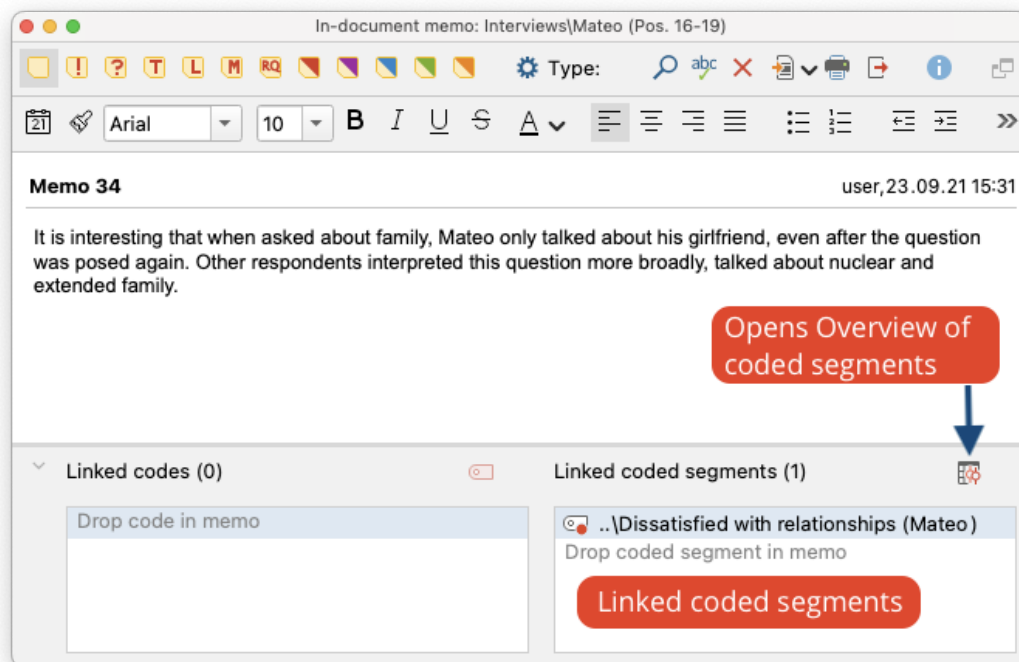 In-document memo: Interviews\Mateo (Pos. 16-19)
! ? T L M RQ Type: abc
21 Arial 10 B I U S A »
Memo 34 user,23.09.21 15:31
It is interesting that when asked about family, Mateo only talked about his girlfriend, even after the question
was posed again. Other respondents interpreted this question more broadly, talked about nuclear and
extended family.
Opens Overview of
coded segments
Linked codes (0) Linked coded segments (1)
Drop code in memo ..\Dissatisfied with relationships (Mateo)
Drop coded segment in memo
Linked coded segments